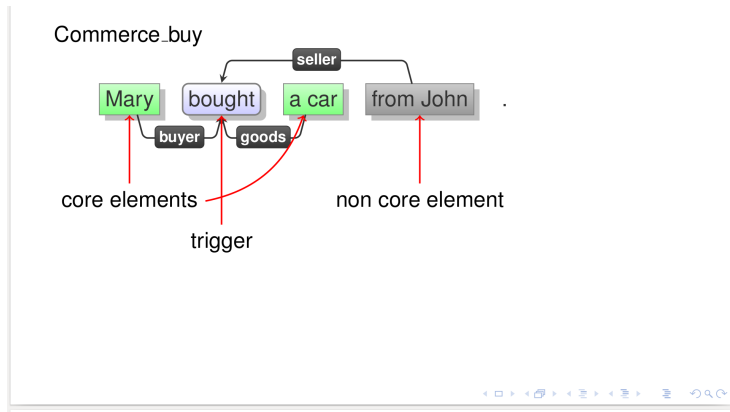 Commerce_buy
seller
Mary bought a car from John .
buyer goods
core elements non core element
trigger